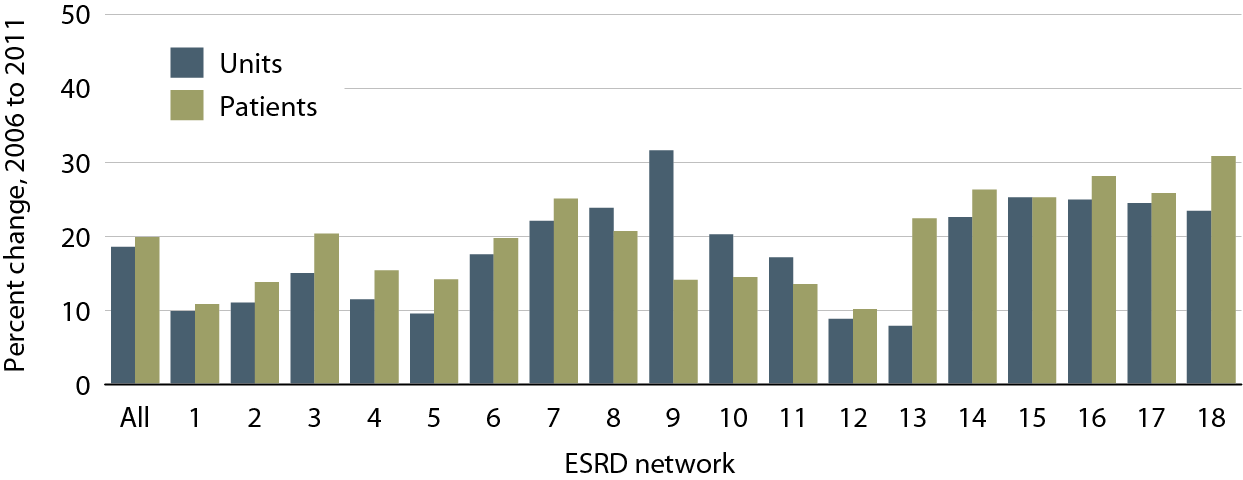 Percent change, 2006 to 2011
50
40
30
20
10
0
Units
Patients
All 1 2 3 4 5 6 7 8 9 10 11 12 13 14 15 16 17 18
ESRD network